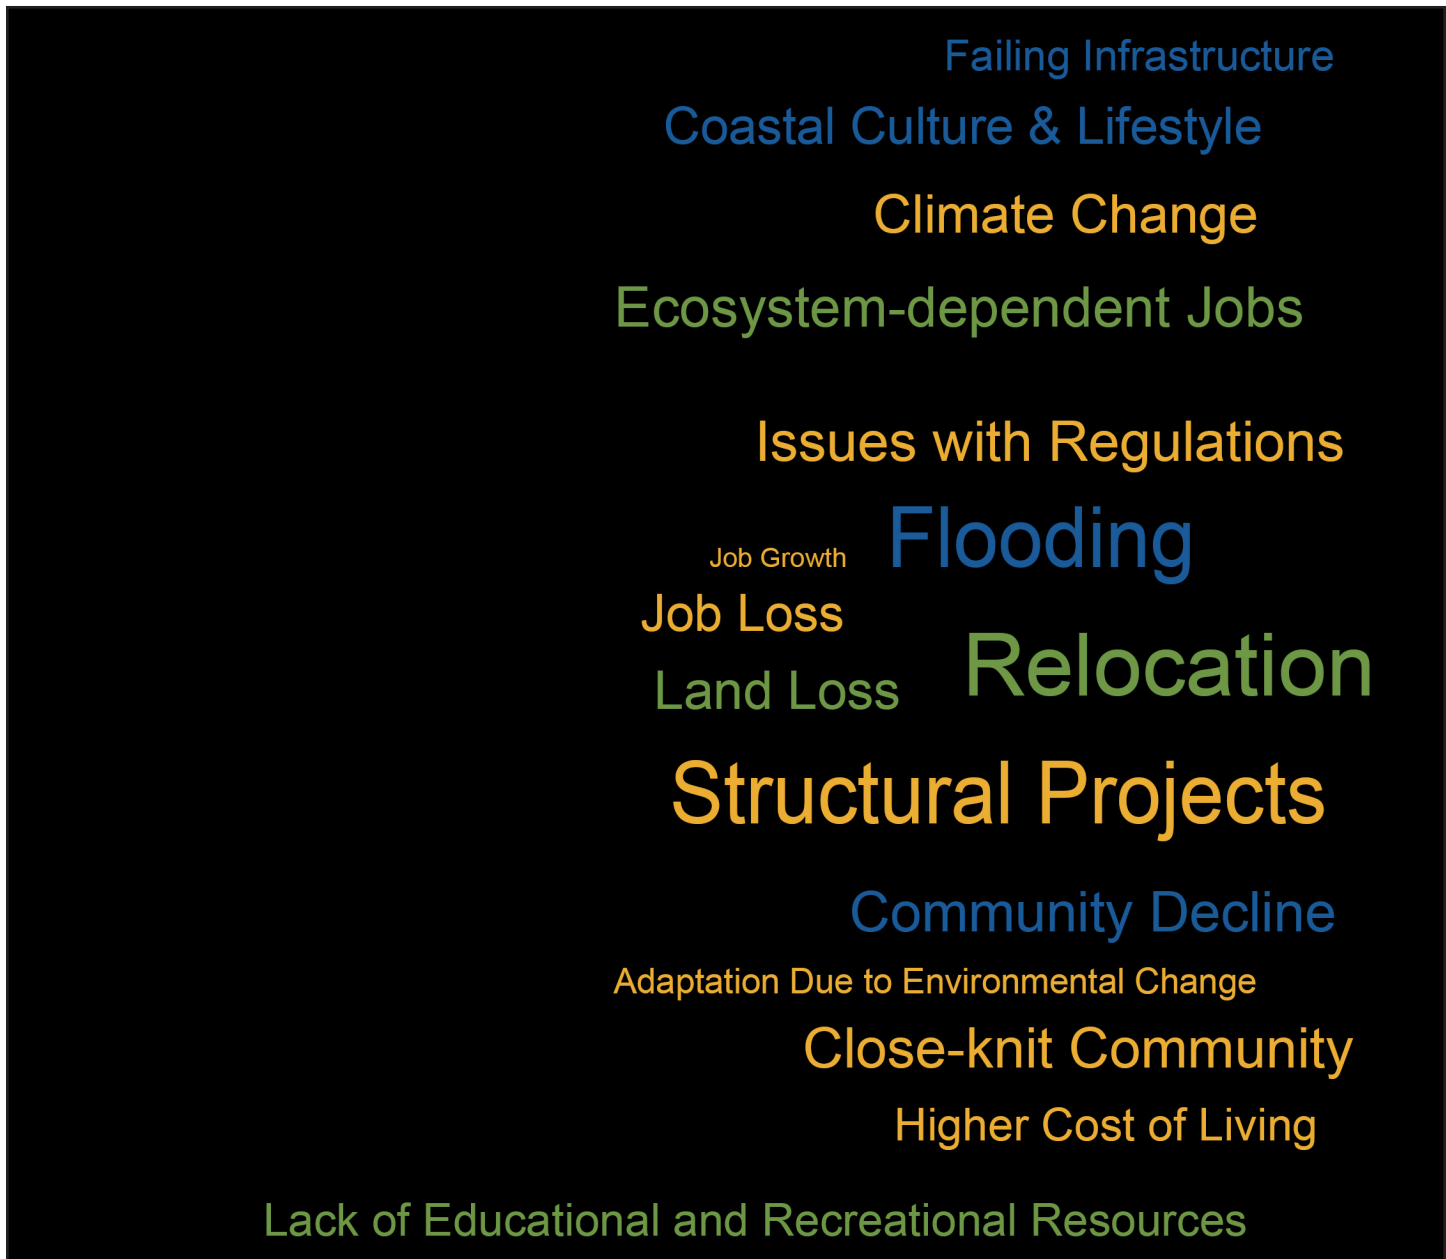 Failing Infrastructure
Coastal Culture & Lifestyle
Climate Change
Ecosystem-dependent Jobs
Issues with Regulations
Flooding
Job Growth
Job Loss
Relocation
Land Loss
Structural Projects
Community Decline
Adaptation Due to Environmental Change
Close-knit Community
Higher Cost of Living
Lack of Educational and Recreational Resources